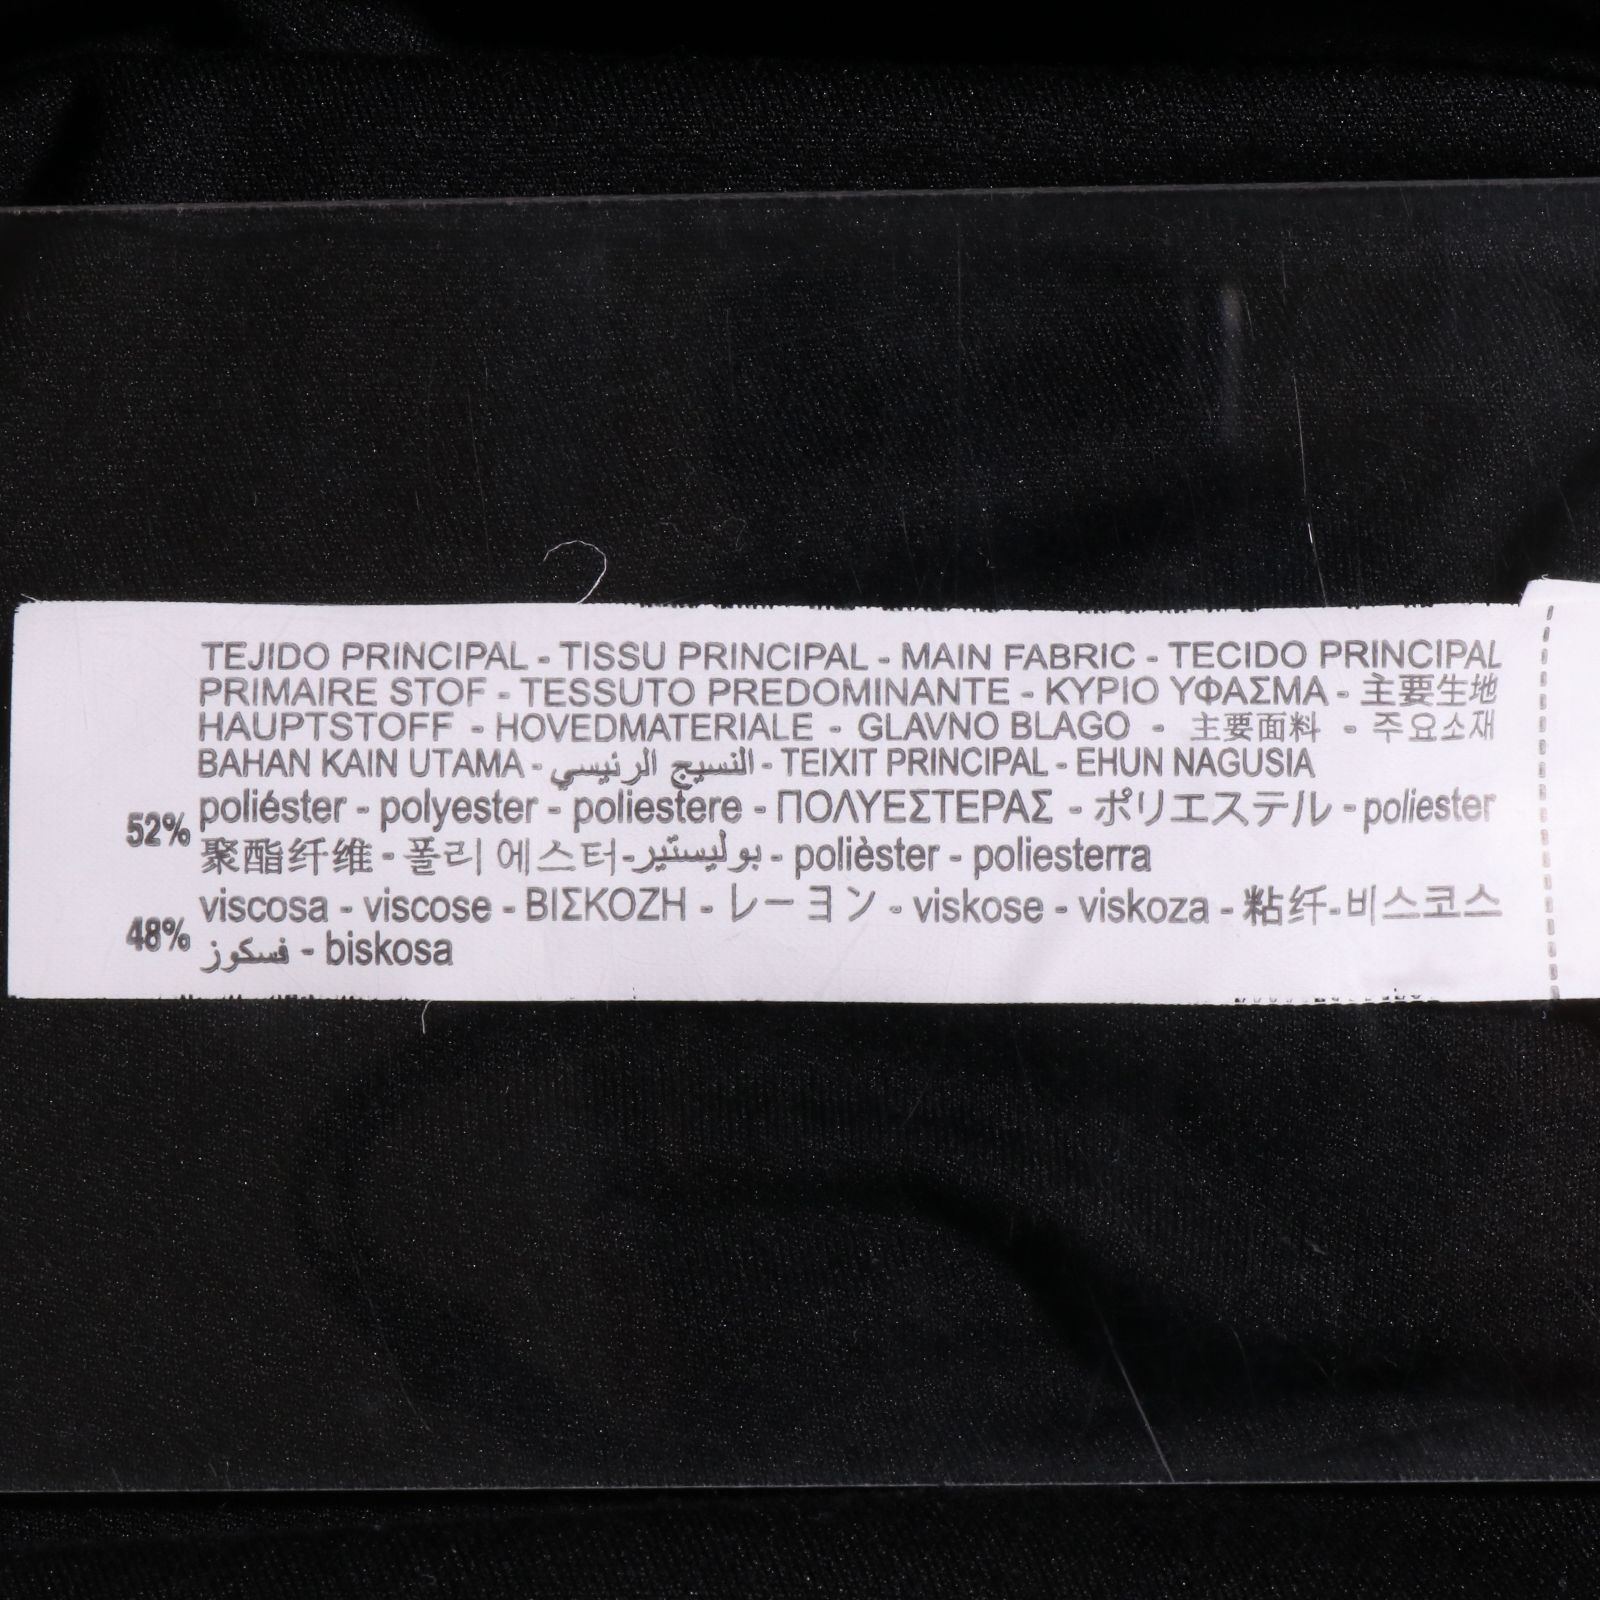 TEJIDO PRINCIPAL - TISSU PRINCIPAL - MAIN FABRIC - TECIDO PRINCIPAL
PRIMAIRE STOF - TESSUTO PREDOMINANTE - ΚΥΡΙΟ ΥΦΑΣΜΑ - 主要生地
HAUPTSTOFF - HOVEDMATERIALE - GLAVNO BLAGO - 主要面料 - 주요소재
BAHAN KAIN UTAMA - النسيج الرئيسي - TEIXIT PRINCIPAL - EHUN NAGUSIA
52% poliéster - polyester - poliestere - ΠΟΛΥΕΣΤΕΡΑΣ - ポリエステル - poliester
聚酯纤维 - 폴리 에스터 - بوليستير - polièster - poliesterra
48% viscosa - viscose - ΒΙΣΚΟΖΗ - レーヨン - viskose - viskoza - 粘纤 - 비스코스
فسكوز - biskosa